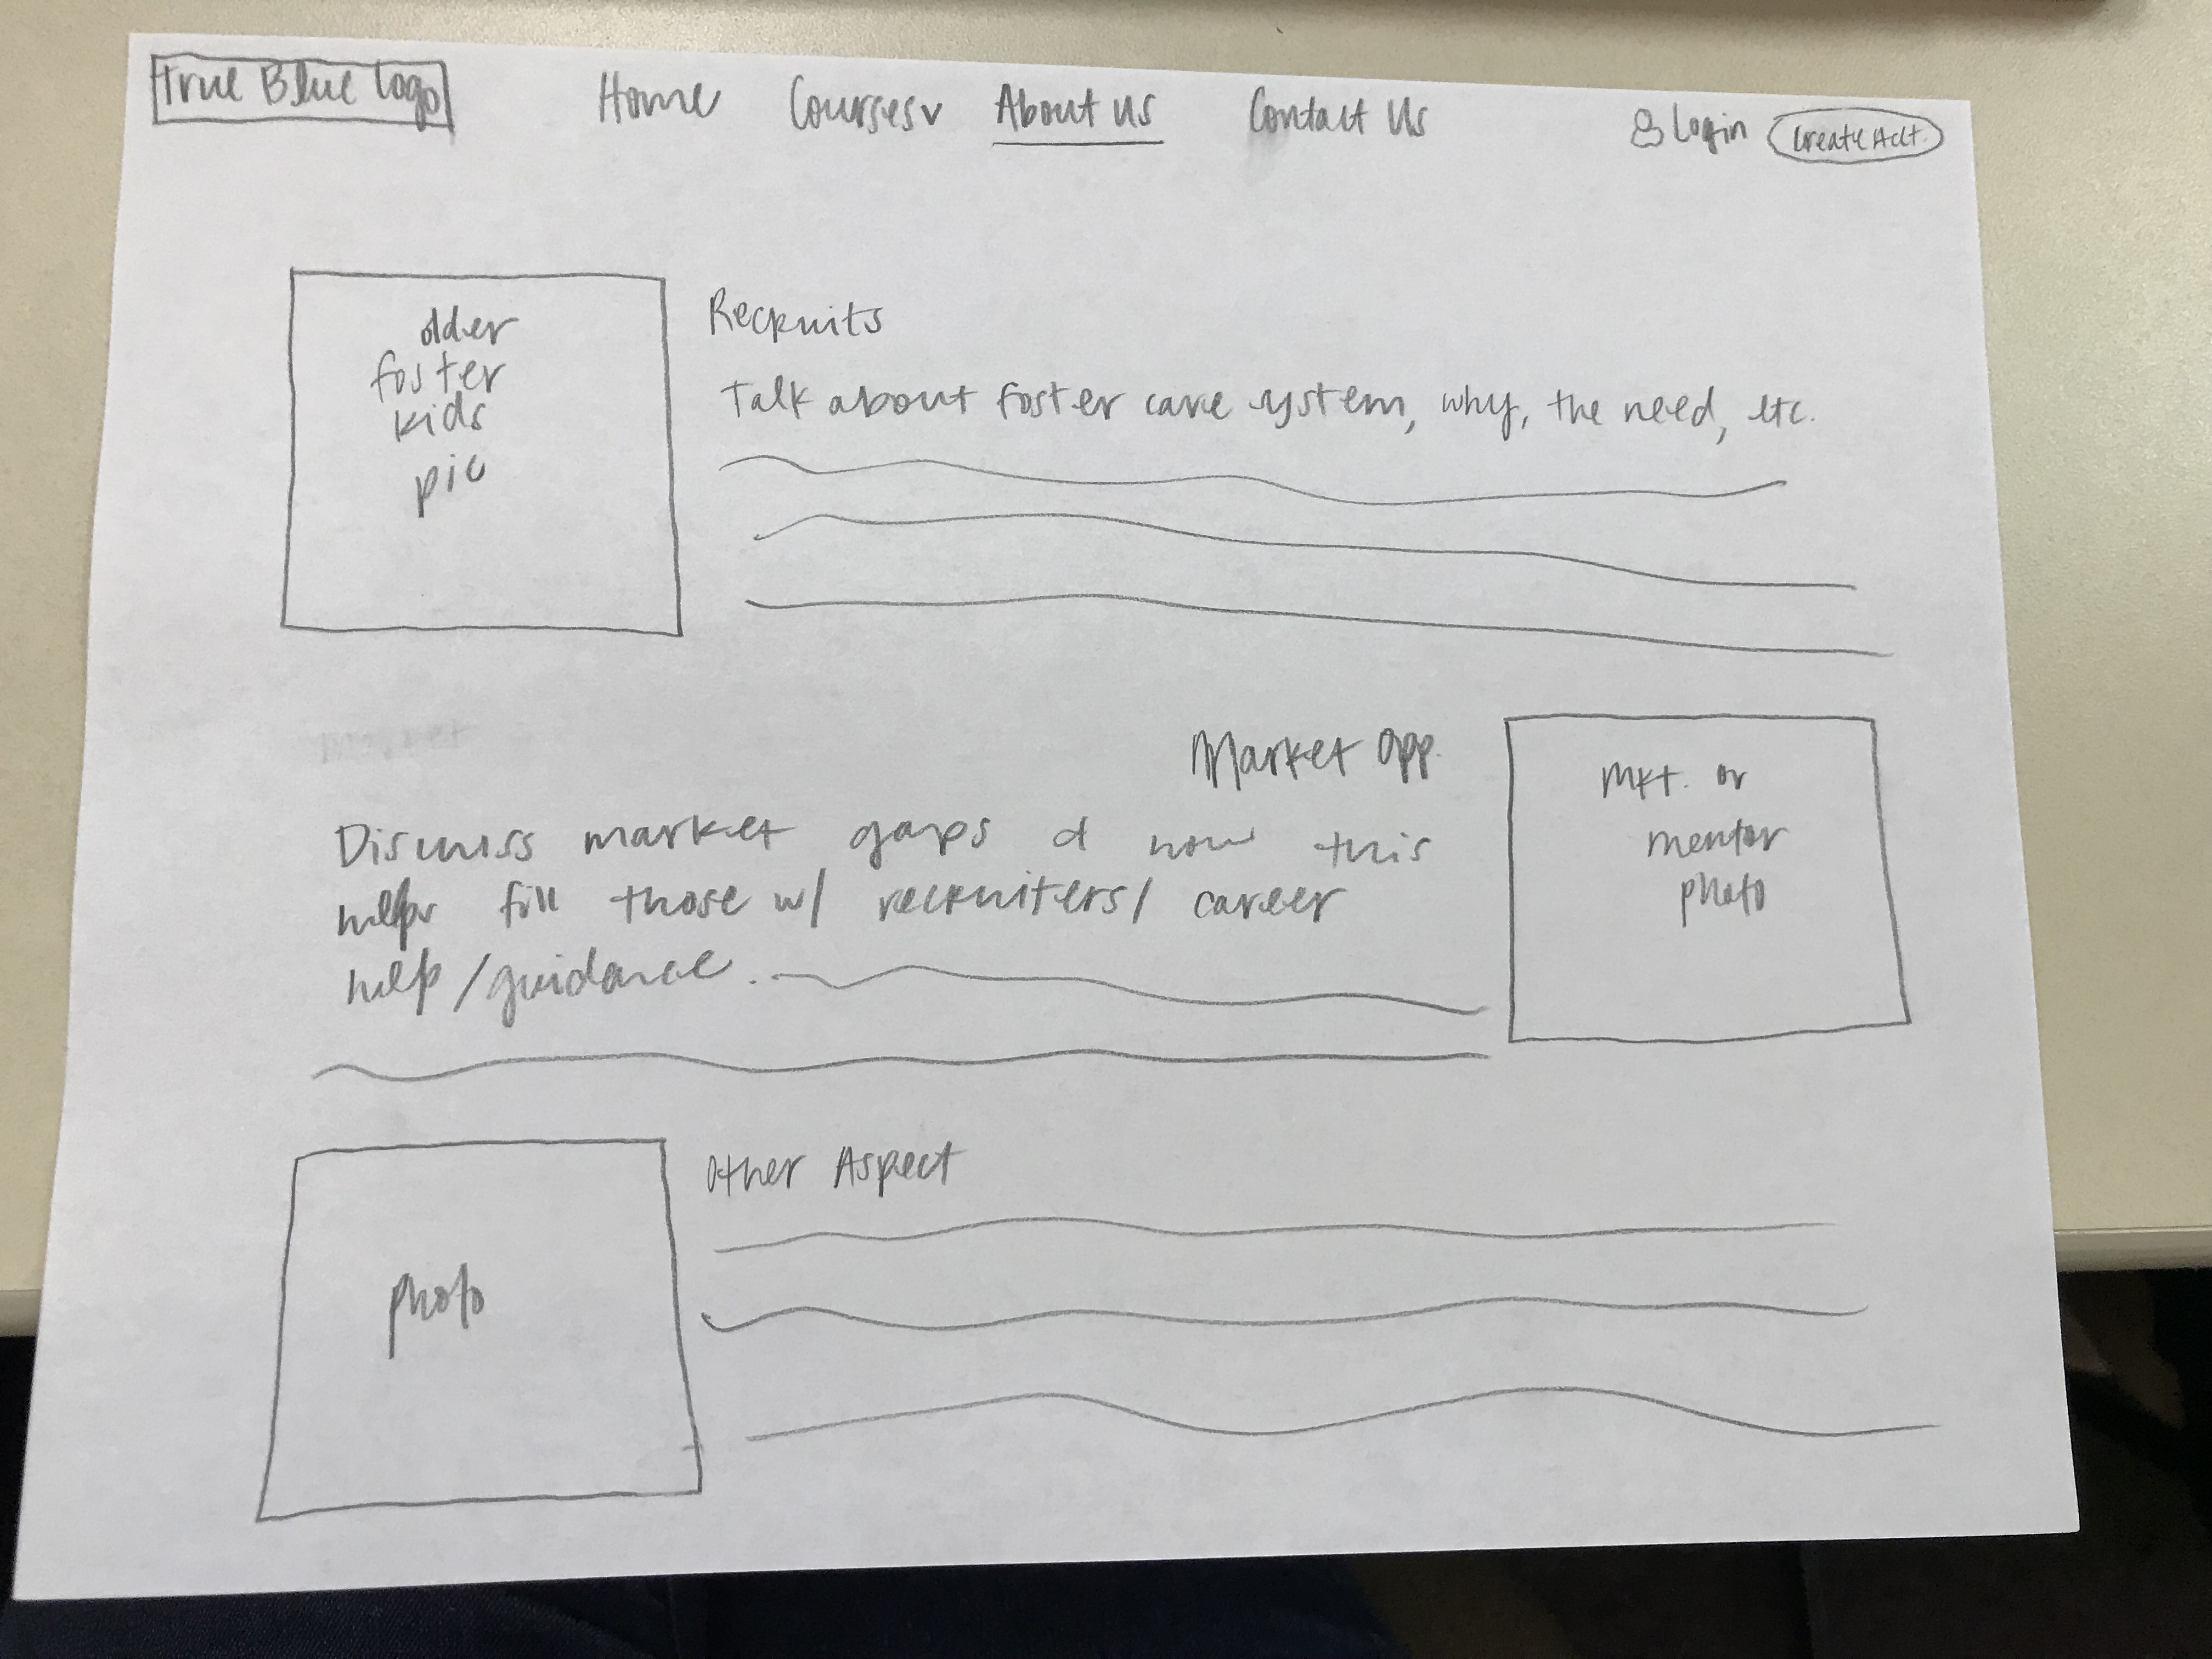 True Blue Logo Home Courses v About Us Contact Us Login Create Acct.
older
foster
kids
pic
Recruits
Talk about foster care system, why, the need, etc.
Market Opp.
Discuss market gaps & how this
helps fill those w/ recruiters/career
help/guidance.
Mkt. or
mentor
photo
photo
Other Aspect